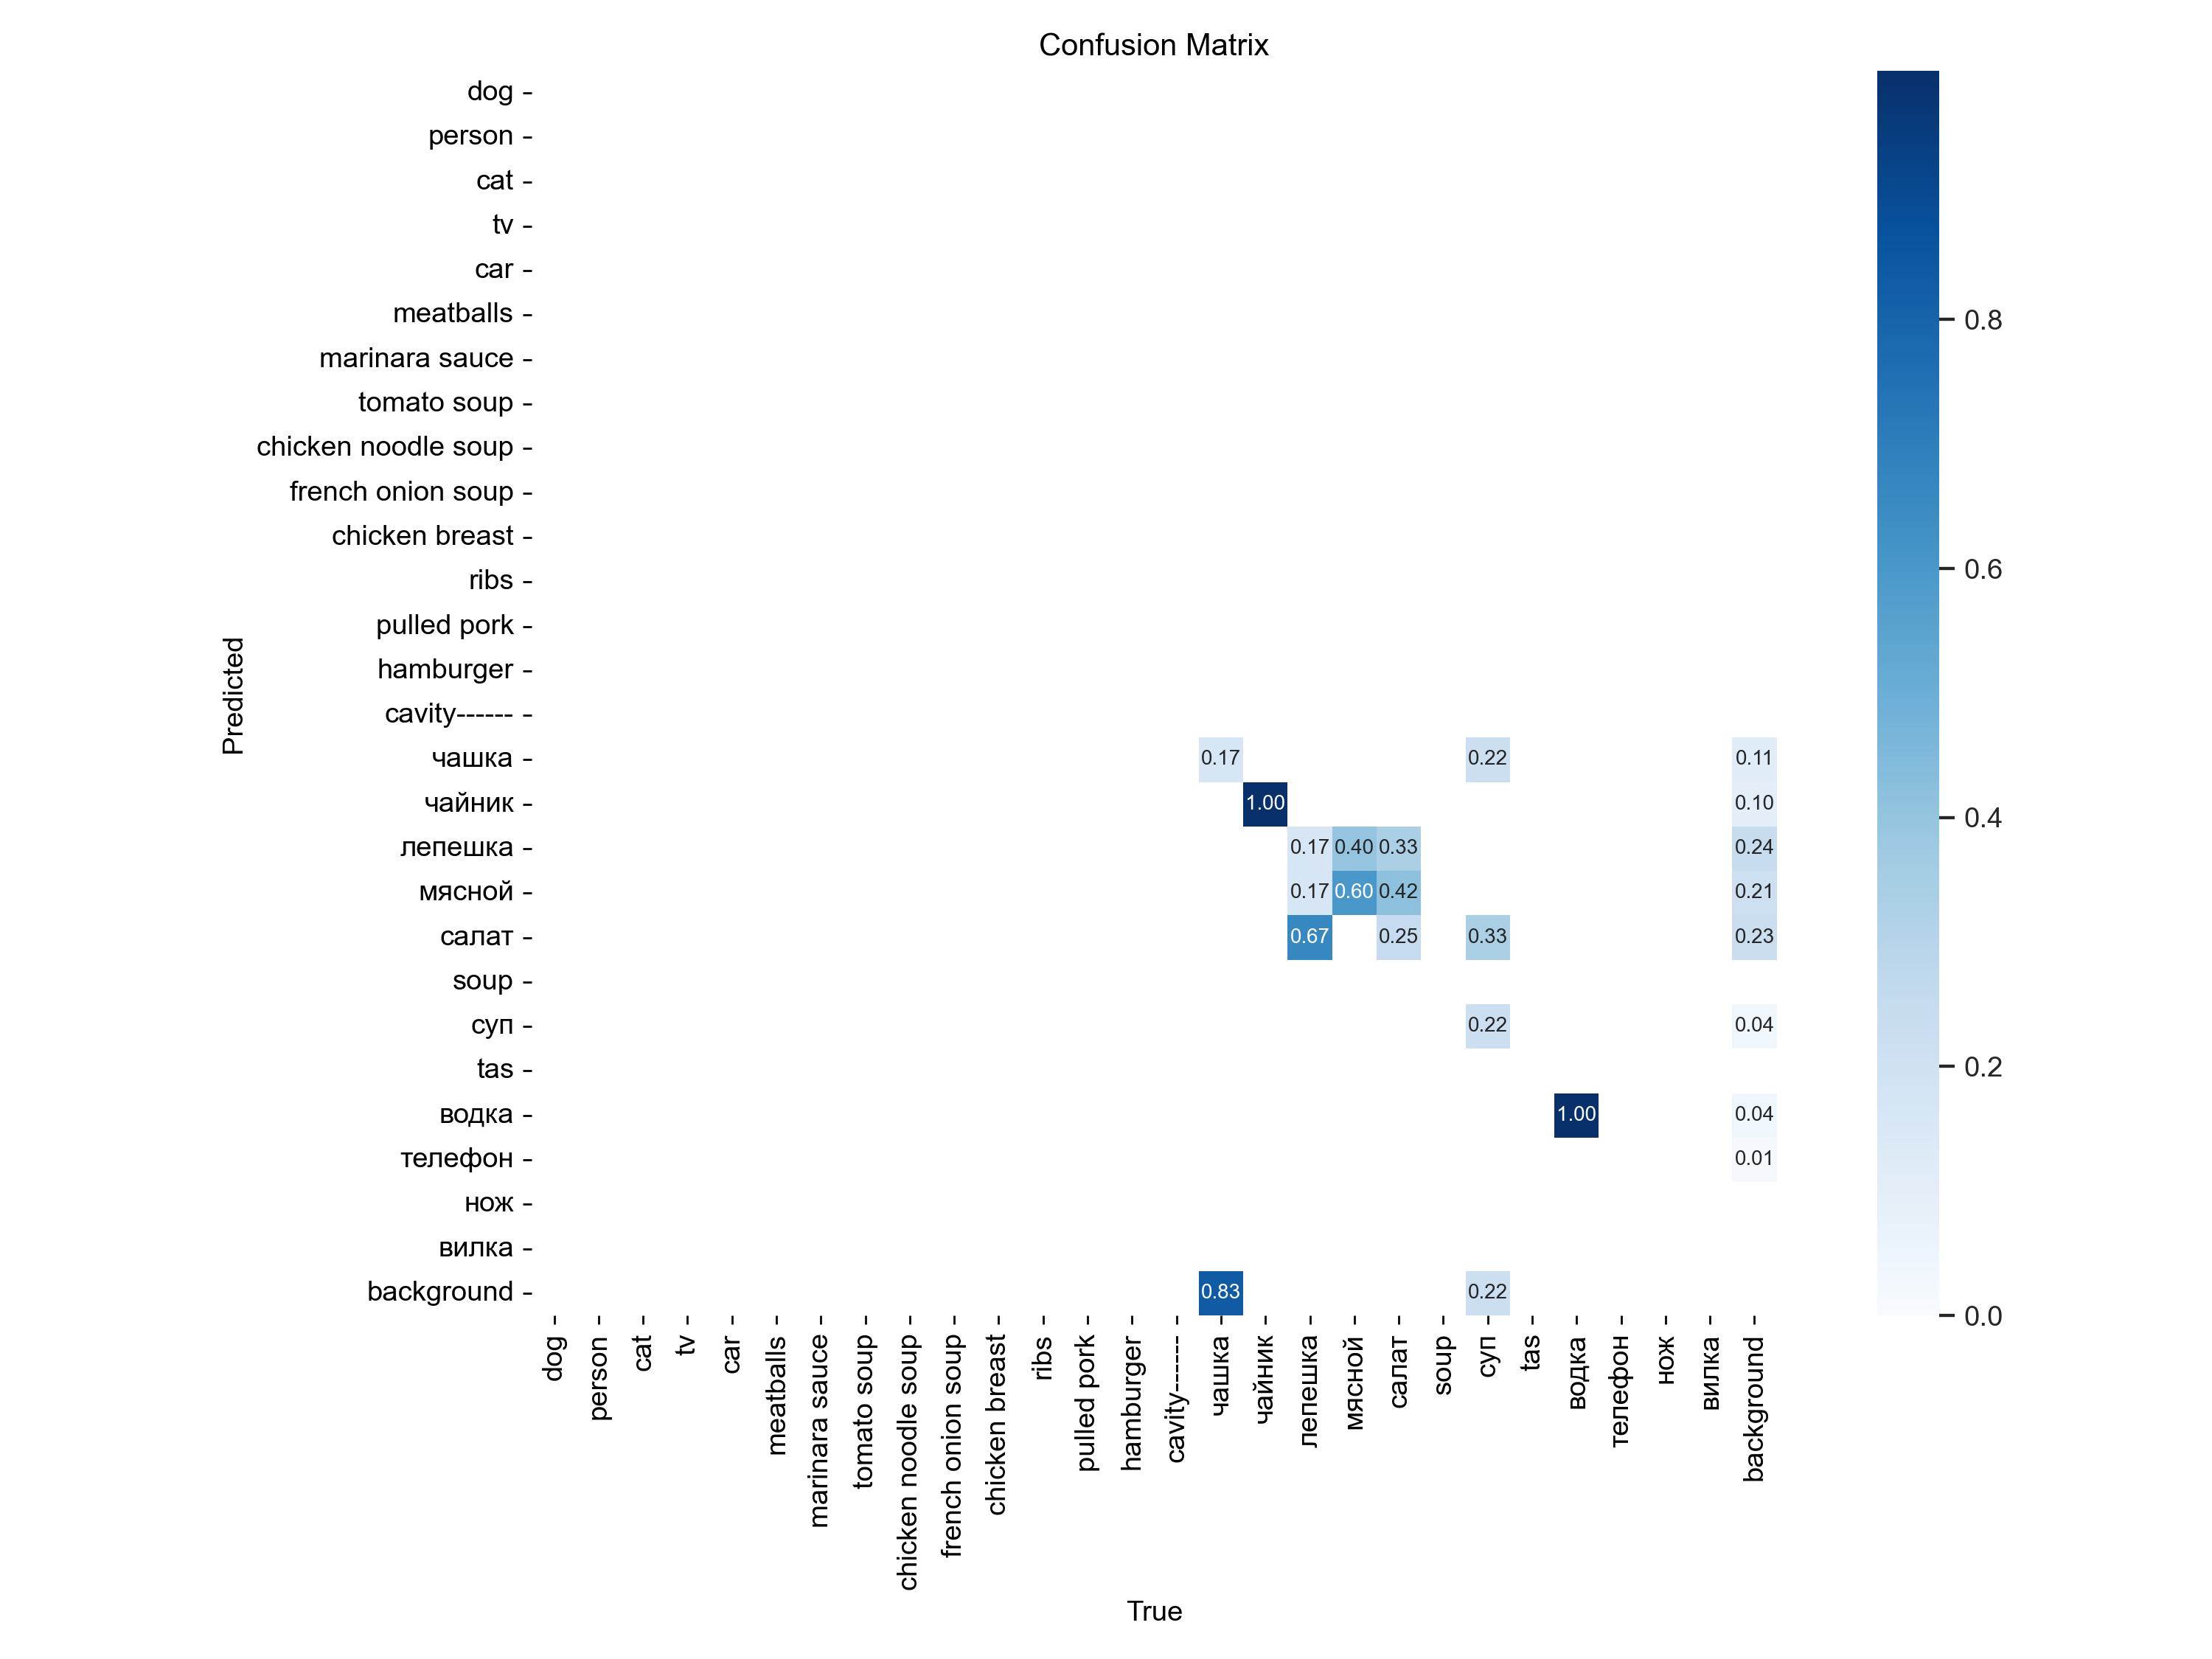 Confusion Matrix
dog
person
cat
tv
car
meatballs
marinara sauce
tomato soup
chicken noodle soup
french onion soup
chicken breast
ribs
pulled pork
hamburger
cavity------
чашка 0.17 0.22 0.11
чайник 1.00 0.10
лепешка 0.17 0.40 0.33 0.24
мясной 0.17 0.60 0.42 0.21
салат 0.67 0.25 0.33 0.23
soup
суп 0.22 0.04
tas
водка 1.00 0.04
телефон 0.01
нож
вилка
background 0.83 0.22
Predicted
dog
person
cat
tv
car
meatballs
marinara sauce
tomato soup
chicken noodle soup
french onion soup
chicken breast
ribs
pulled pork
hamburger
cavity------
чашка
чайник
лепешка
мясной
салат
soup
суп
tas
водка
телефон
нож
вилка
background
True
0.8
0.6
0.4
0.2
0.0